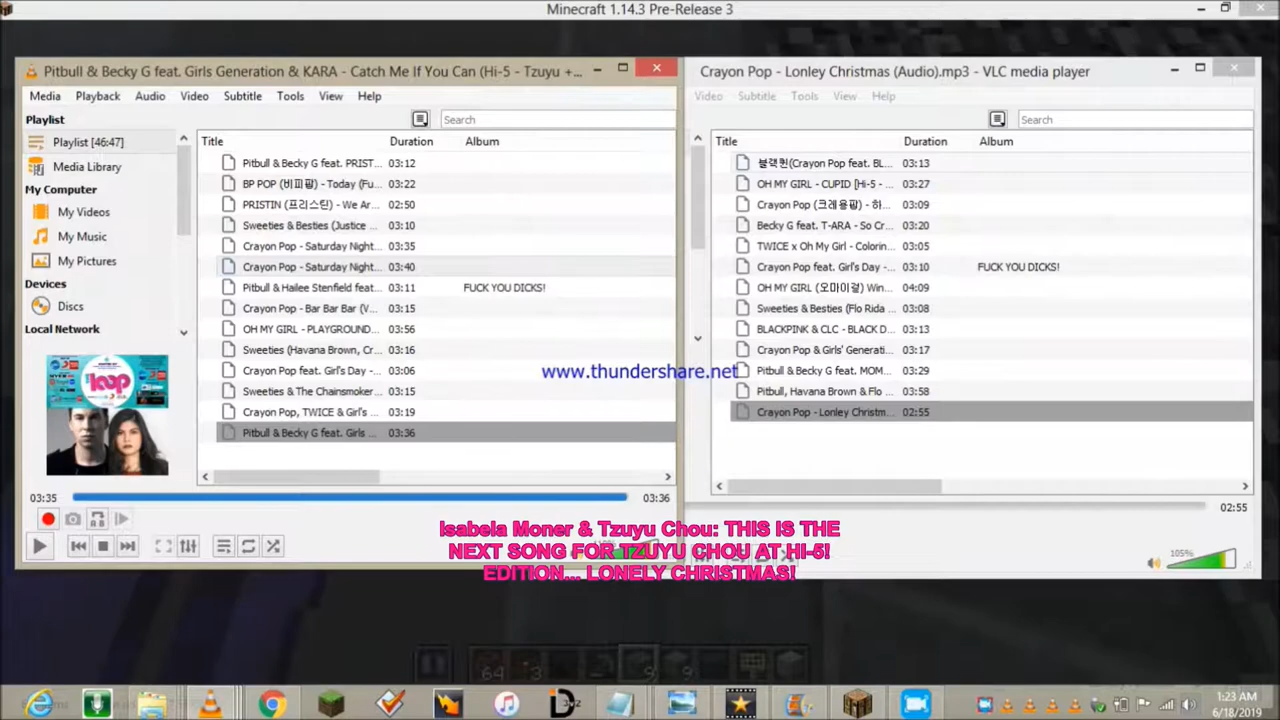 Minecraft 1.14.3 Pre-Release 3
Pitbull & Becky G feat. Girls Generation & KARA - Catch Me If You Can (Hi-5 - Tzuyu +...
Media Playback Audio Video Subtitle Tools View Help
Playlist
Search
Playlist [46:47]
Media Library
My Computer
My Videos
My Music
My Pictures
Devices
Discs
Local Network
loop
Title Duration Album
Pitbull & Becky G feat. PRIST... 03:12
BP POP (비피팝) - Today (Fu... 03:22
PRISTIN (프리스틴) - We Ar... 02:50
Sweeties & Besties (Justice ... 03:10
Crayon Pop - Saturday Night... 03:35
Crayon Pop - Saturday Night... 03:40
Pitbull & Hailee Stenfield feat... 03:11 FUCK YOU DICKS!
Crayon Pop - Bar Bar Bar (V... 03:15
OH MY GIRL - PLAYGROUND... 03:56
Sweeties (Havana Brown, Cr... 03:16
Crayon Pop feat. Girl's Day -... 03:06
Sweeties & The Chainsmoker... 03:15
Crayon Pop, TWICE & Girl's... 03:19
Pitbull & Becky G feat. Girls ... 03:36
03:35
03:36
Crayon Pop - Lonley Christmas (Audio).mp3 - VLC media player
Video Subtitle Tools View Help
Search
Title Duration Album
블랙퀸(Crayon Pop feat. BL... 03:13
OH MY GIRL - CUPID [Hi-5 -... 03:27
Crayon Pop (크레용팝) - 하... 03:09
Becky G feat. T-ARA - So Cr... 03:20
TWICE x Oh My Girl - Colorin... 03:05
Crayon Pop feat. Girl's Day -... 03:10 FUCK YOU DICKS!
OH MY GIRL (오마이걸) Win... 04:09
Sweeties & Besties (Flo Rida ... 03:08
BLACKPINK & CLC - BLACK D... 03:13
Crayon Pop & Girls' Generati... 03:17
Pitbull & Becky G feat. MOM... 03:29
Pitbull, Havana Brown & Flo ... 03:58
Crayon Pop - Lonley Christm... 02:55
02:55
105%
www.thundershare.net
Isabela Moner & Tzuyu Chou: THIS IS THE
NEXT SONG FOR TZUYU CHOU AT HI-5!
EDITION... LONELY CHRISTMAS!
64 3 9 9
1:23 AM
6/18/2019